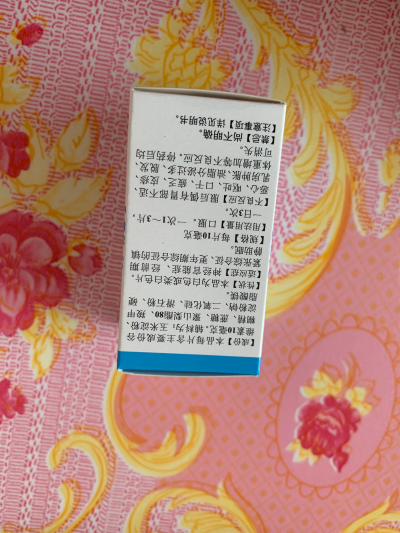 【成份】本品每片含主要成份谷
维素10毫克。辅料为：玉米淀粉、
糊精、蔗糖、聚山梨酯80、羧甲
淀粉钠、二氧化硅、滑石粉、硬
脂酸镁。
【性状】本品为白色或类白色片。
【适应症】神经官能症、经前期
紧张综合征、更年期综合征的镇
静助眠。
【规格】每片10毫克
【用法用量】口服。一次1～3片，
一日3次。
【不良反应】服后偶有胃部不适、
恶心、呕吐、口干、疲乏、皮疹、
乳房肿胀、油脂分泌过多、脱发、
体重增加等不良反应。停药后均
可消失。
【禁忌】尚不明确。
【注意事项】详见说明书。